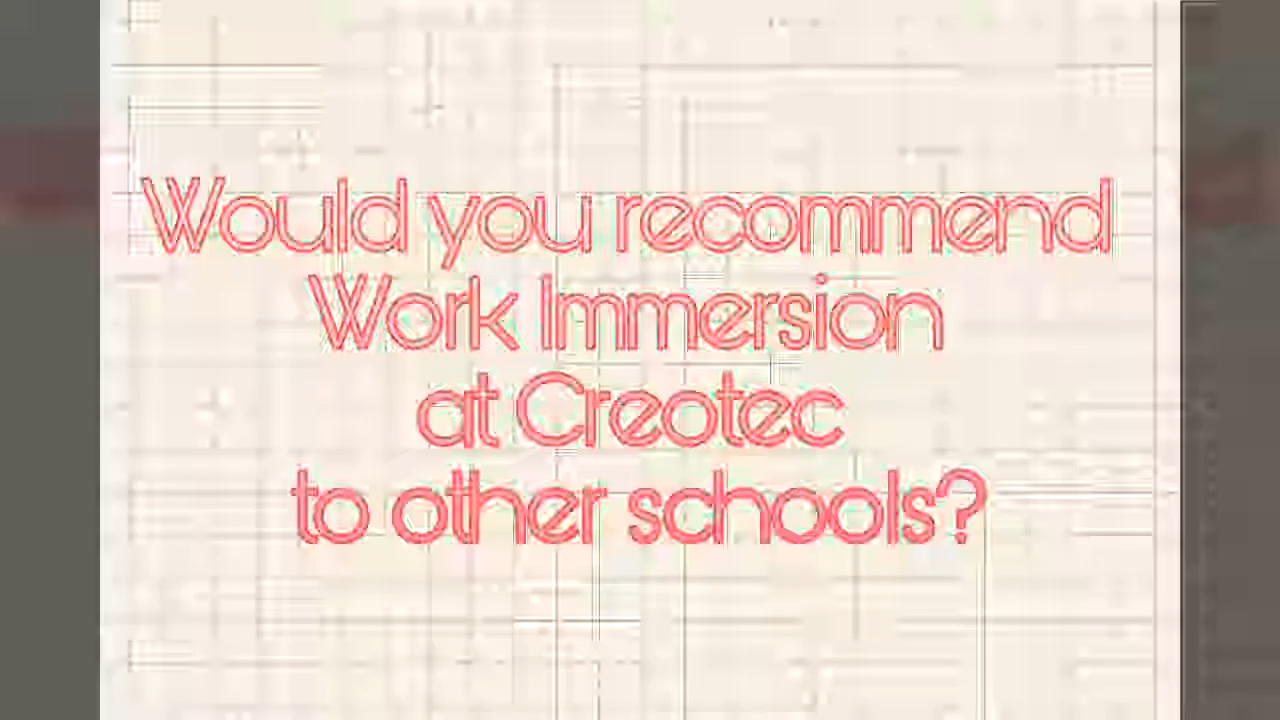 Would you recommend
Work Immersion
at Creotec
to other schools?